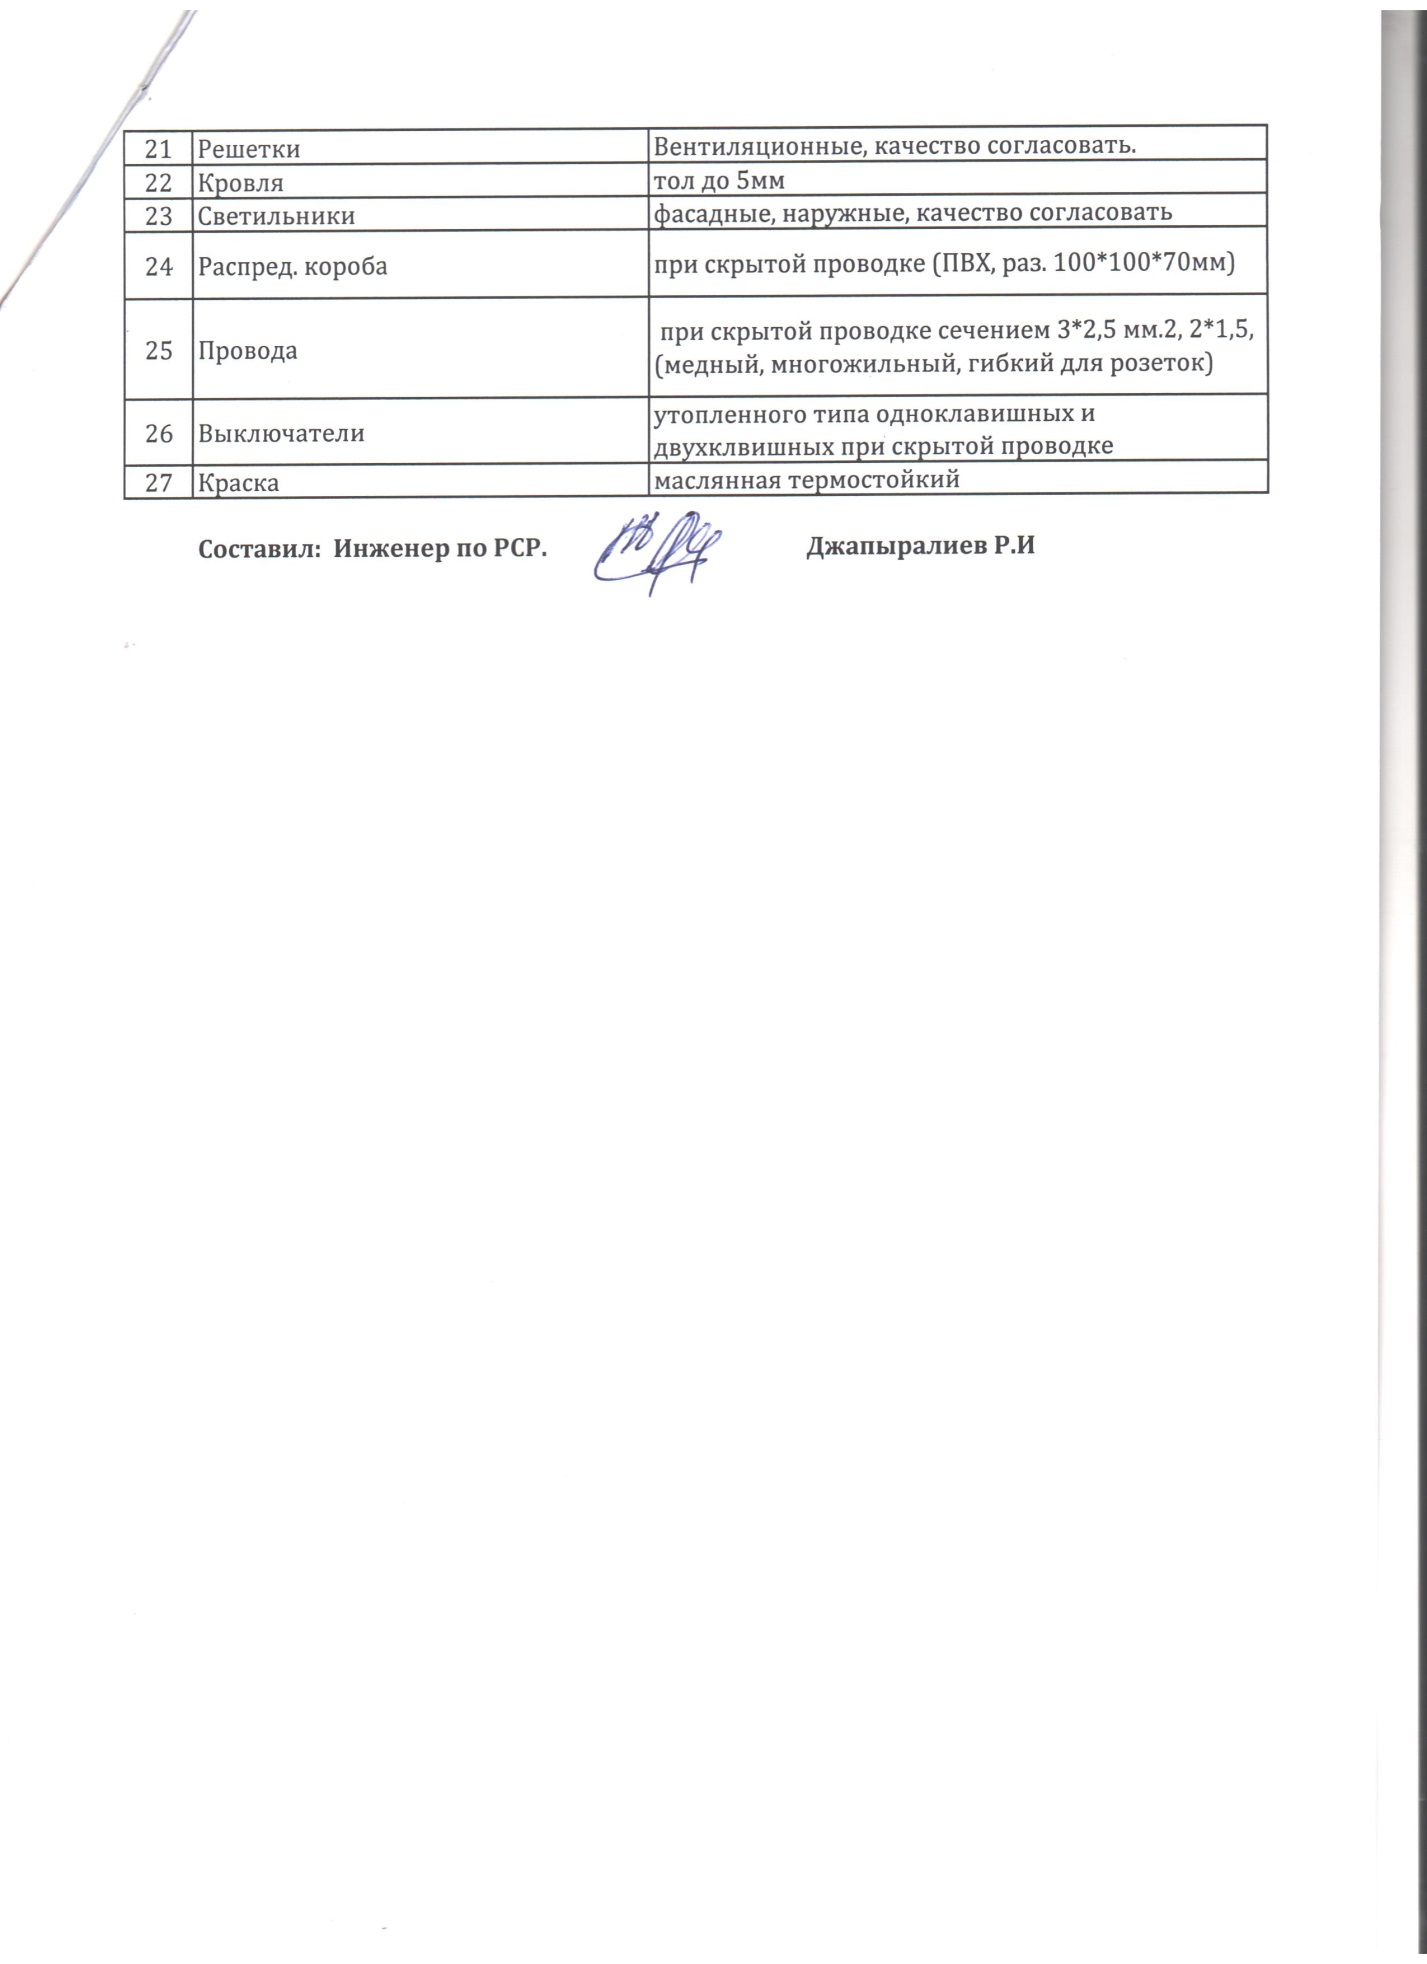 21 Решетки Вентиляционные, качество согласовать.
22 Кровля тол до 5мм
23 Светильники фасадные, наружные, качество согласовать
24 Распред. короба при скрытой проводке (ПВХ, раз. 100*100*70мм)
25 Провода при скрытой проводке сечением 3*2,5 мм.2, 2*1,5,
(медный, многожильный, гибкий для розеток)
26 Выключатели утопленного типа одноклавишных и
двухклвишных при скрытой проводке
27 Краска маслянная термостойкий
Составил: Инженер по РСР. Джапыралиев Р.И